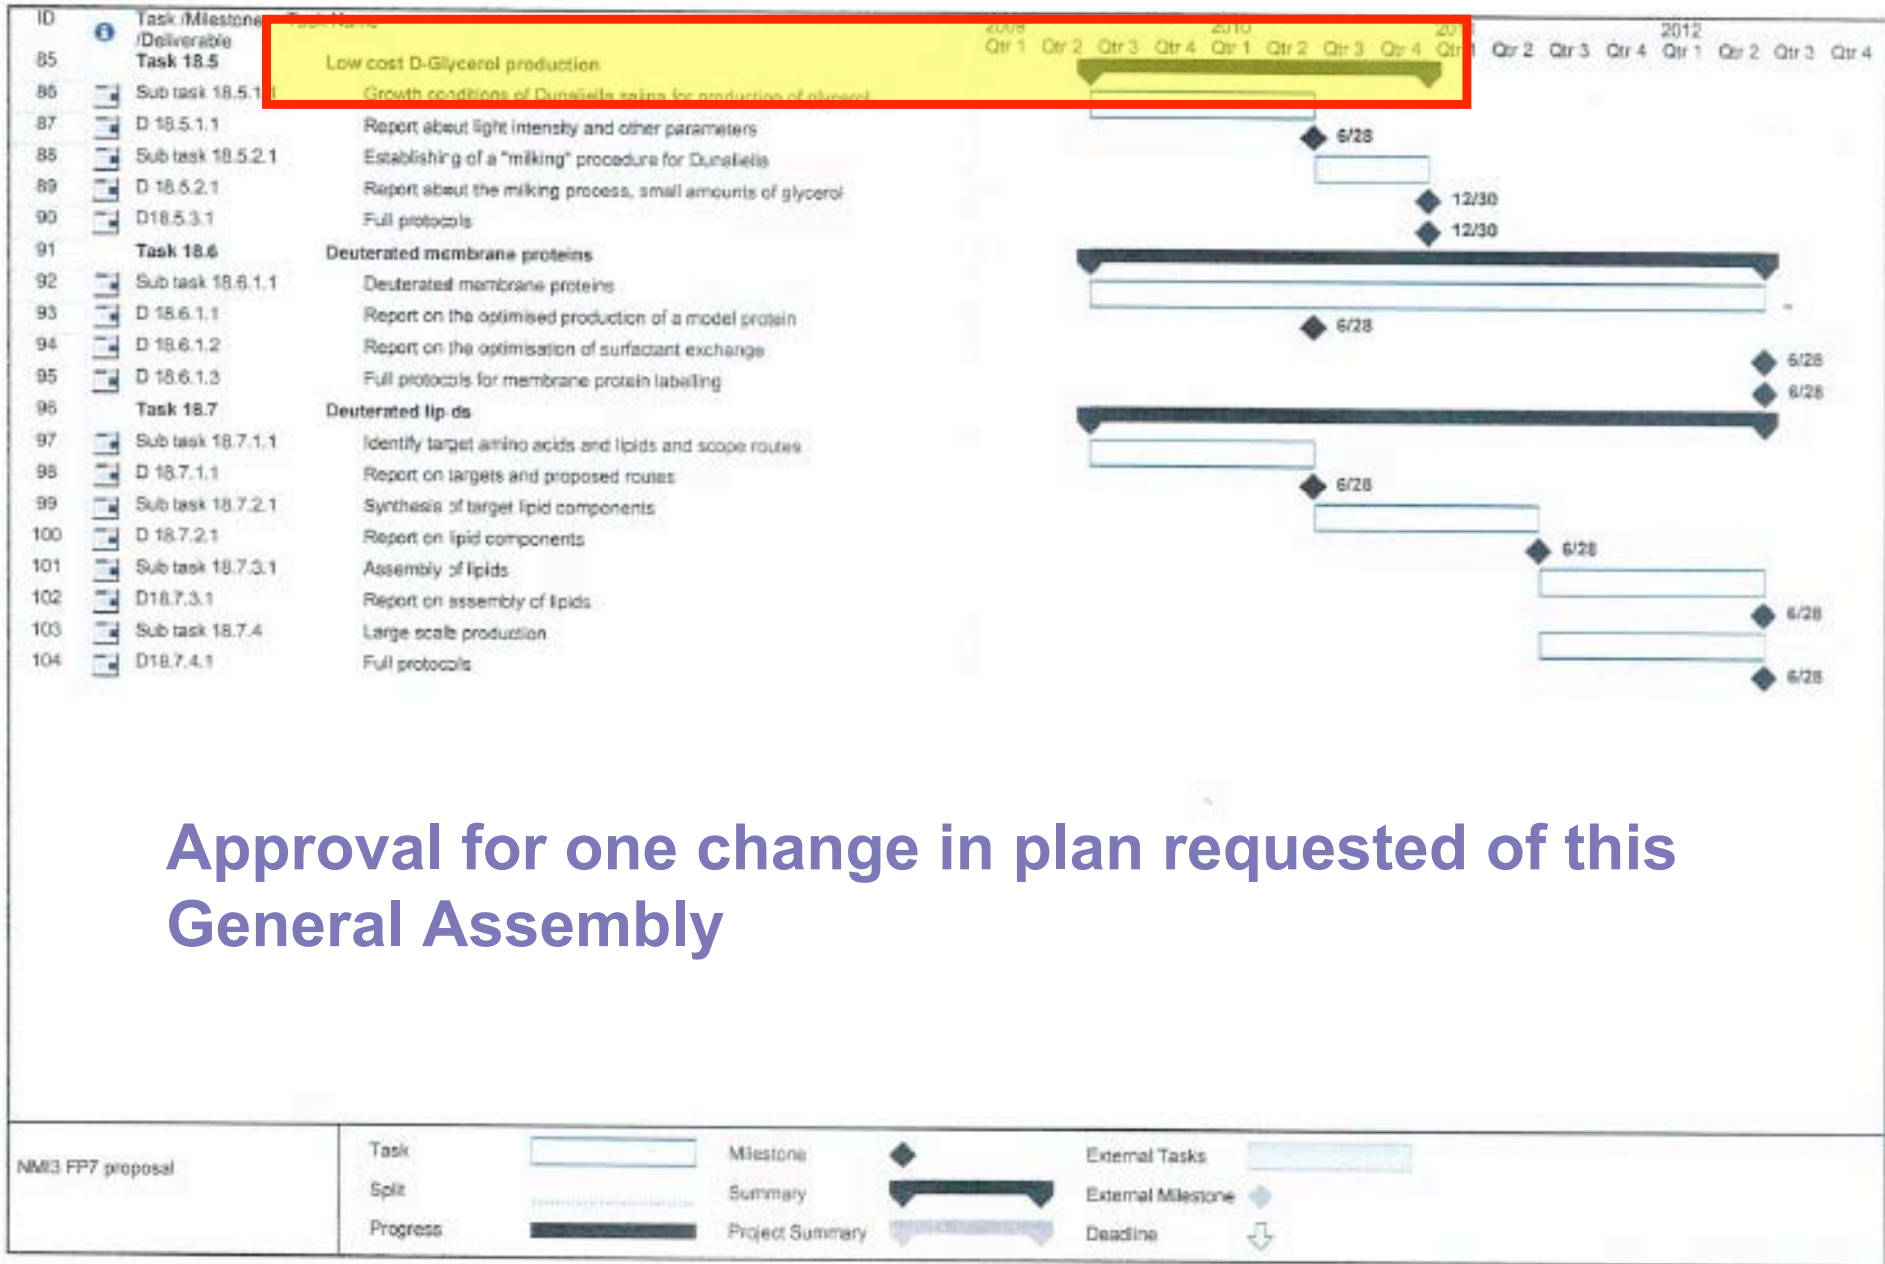 ID Task /Milestone /Deliverable Task Name 2009 2010 2011 2012
Qtr 1 Qtr 2 Qtr 3 Qtr 4 Qtr 1 Qtr 2 Qtr 3 Qtr 4 Qtr 1 Qtr 2 Qtr 3 Qtr 4 Qtr 1 Qtr 2 Qtr 3 Qtr 4
85 Task 18.5 Low cost D-Glycerol production
86 Sub task 18.5.1.1 Growth conditions of Dunaliella salina for production of glycerol
87 D 18.5.1.1 Report about light intensity and other parameters 6/28
88 Sub task 18.5.2.1 Establishing of a "milking" procedure for Dunaliella
89 D 18.5.2.1 Report about the milking process, small amounts of glycerol 12/30
90 D18.5.3.1 Full protocols 12/30
91 Task 18.6 Deuterated membrane proteins
92 Sub task 18.6.1.1 Deuterated membrane proteins
93 D 18.6.1.1 Report on the optimised production of a model protein 6/28
94 D 18.6.1.2 Report on the optimisation of surfactant exchange 6/28
95 D 18.6.1.3 Full protocols for membrane protein labelling 6/28
96 Task 18.7 Deuterated lipids
97 Sub task 18.7.1.1 Identify target amino acids and lipids and scope routes
98 D 18.7.1.1 Report on targets and proposed routes 6/28
99 Sub task 18.7.2.1 Synthesis of target lipid components
100 D 18.7.2.1 Report on lipid components 6/28
101 Sub task 18.7.3.1 Assembly of lipids
102 D18.7.3.1 Report on assembly of lipids 6/28
103 Sub task 18.7.4 Large scale production
104 D18.7.4.1 Full protocols 6/28
Approval for one change in plan requested of this
General Assembly
NMI3 FP7 proposal
Task Milestone External Tasks
Split Summary External Milestone
Progress Project Summary Deadline